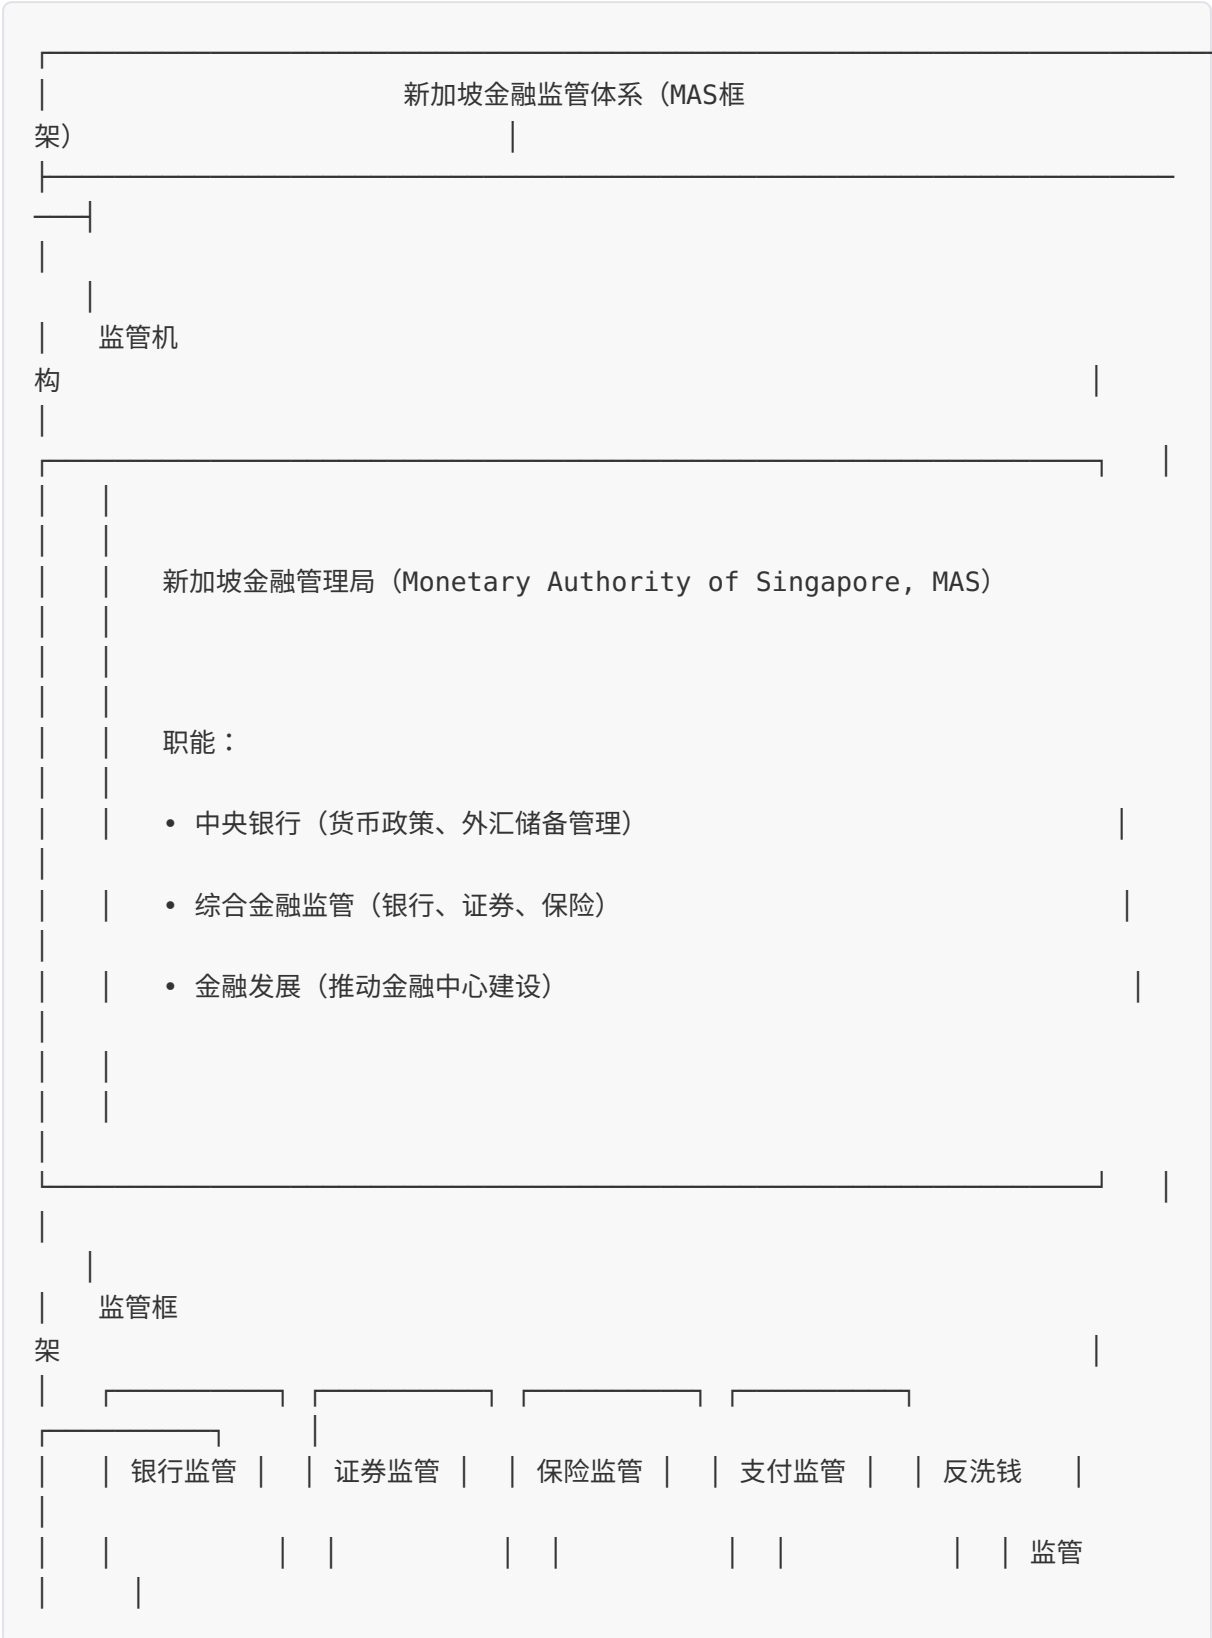 新加坡金融监管体系（MAS框
架）
监管机
构
新加坡金融管理局（Monetary Authority of Singapore, MAS）
职能：
• 中央银行（货币政策、外汇储备管理）
• 综合金融监管（银行、证券、保险）
• 金融发展（推动金融中心建设）
监管框
架
银行监管 证券监管 保险监管 支付监管 反洗钱
监管